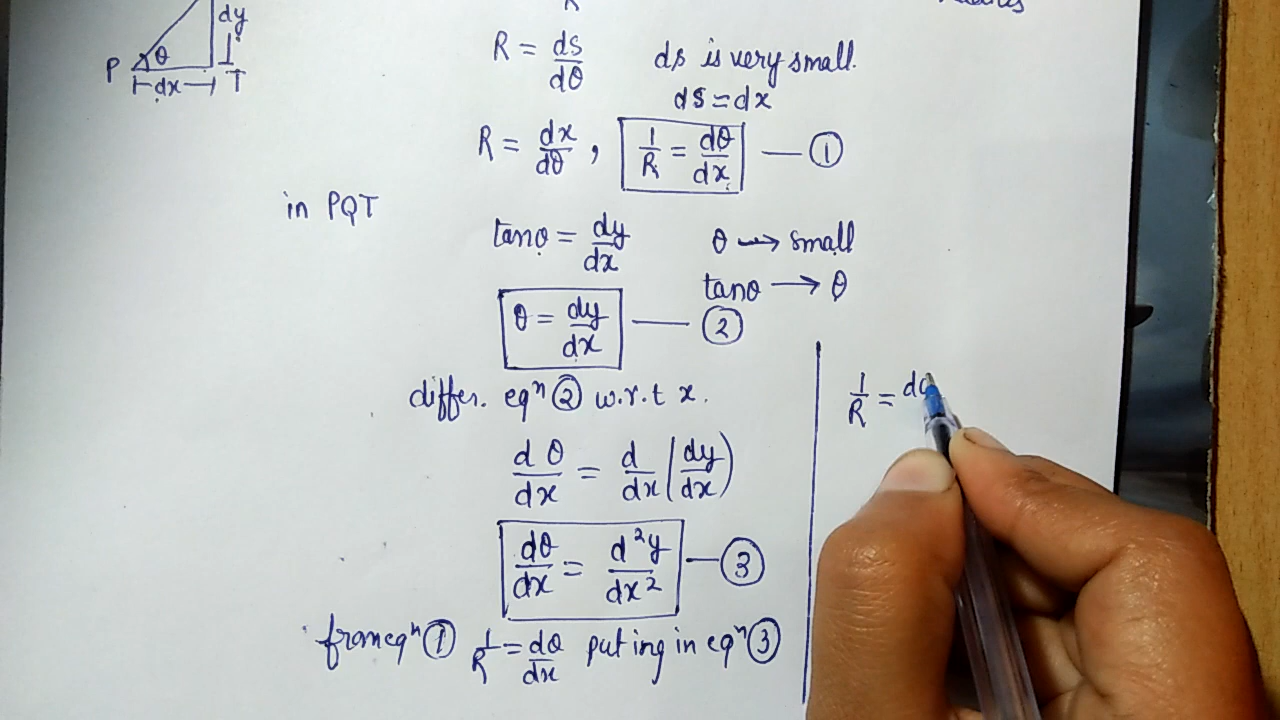 dy
θ
P
dx
T
R = ds/dθ
ds is very small.
ds = dx
R = dx/dθ , 1/R = dθ/dx — ①
in PQT
tanθ = dy/dx
θ → small
tanθ → θ
θ = dy/dx — ②
differ. eqⁿ ② w.r.t x.
dθ/dx = d/dx (dy/dx)
dθ/dx = d²y/dx² — ③
from eqⁿ ① 1/R = dθ/dx puting in eqⁿ ③
1/R = d